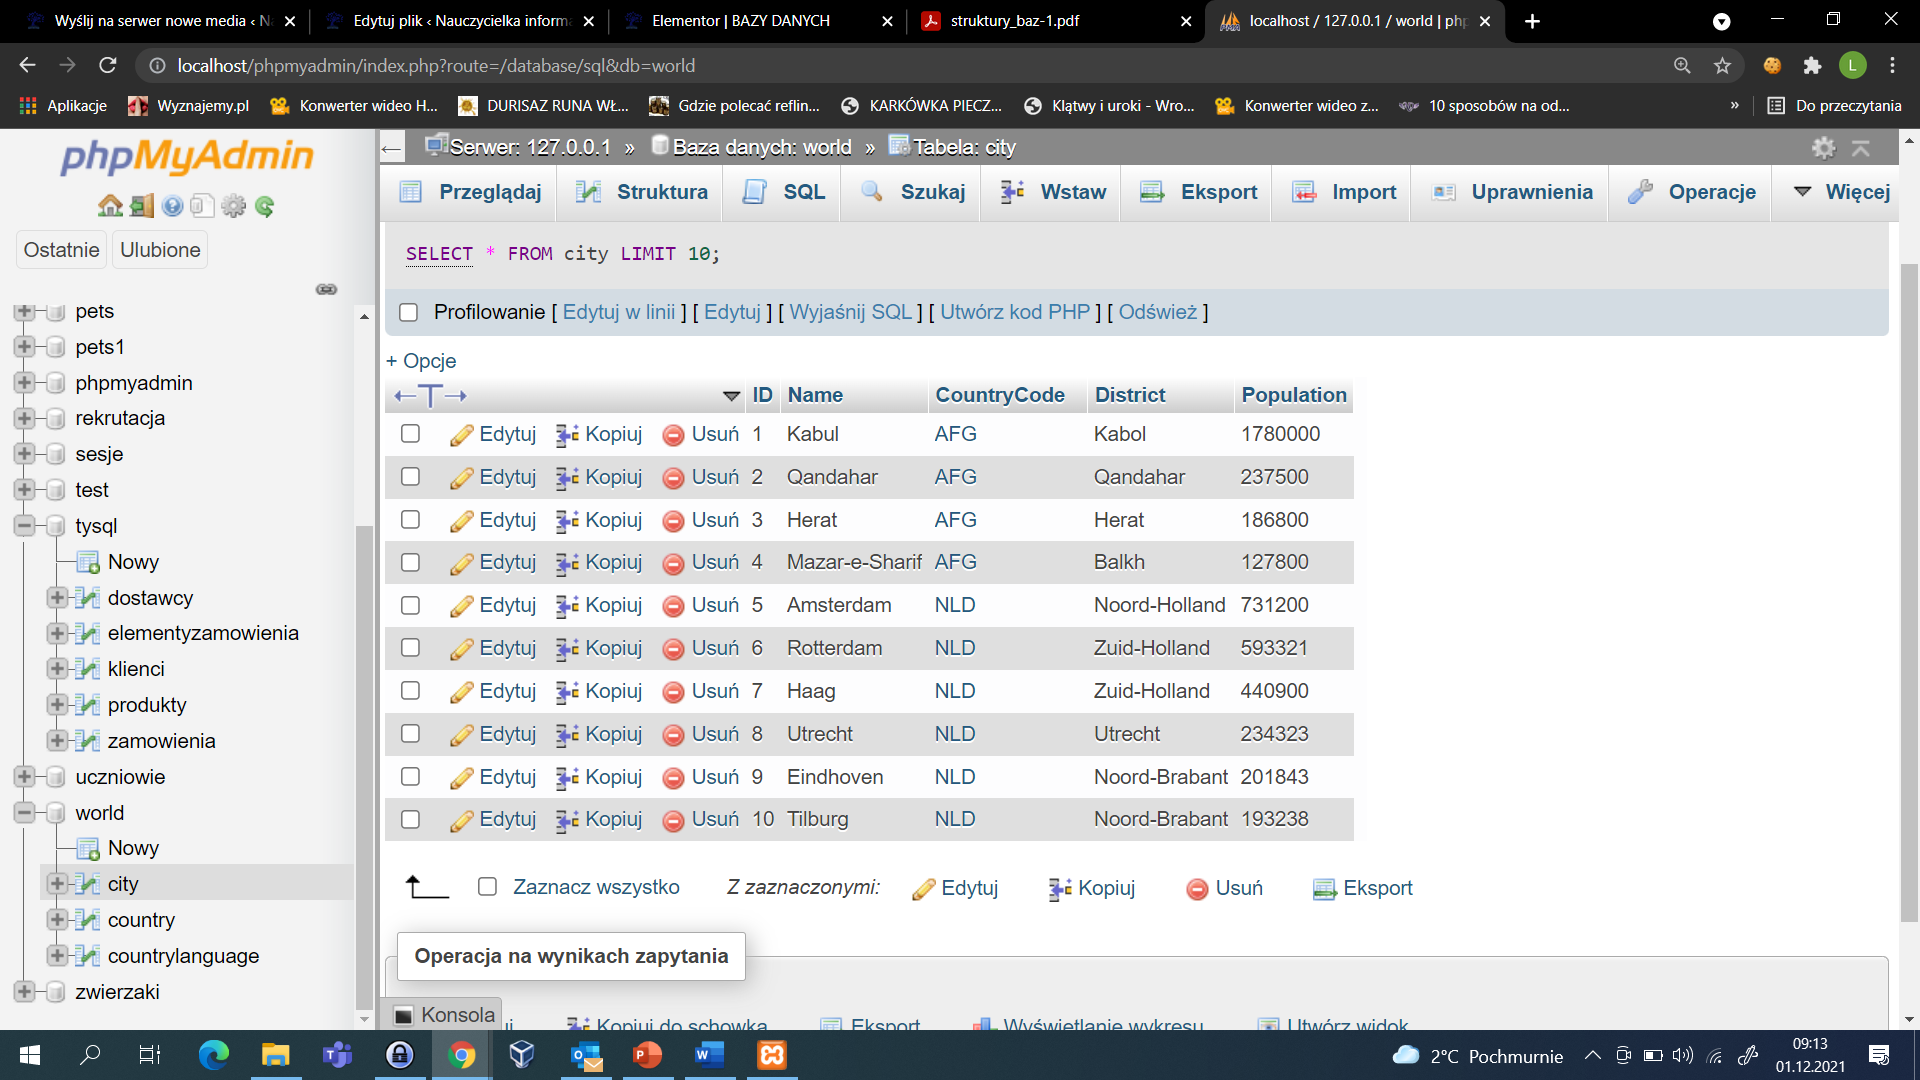 Wyślij na serwer nowe media ‹ N
Edytuj plik ‹ Nauczycielka inform
Elementor | BAZY DANYCH
struktury_baz-1.pdf
localhost / 127.0.0.1 / world | php
localhost/phpmyadmin/index.php?route=/database/sql&db=world
L
Aplikacje
Wyznajemy.pl
Konwerter wideo H...
DURISAZ RUNA WŁ...
Gdzie polecać reflin...
KARKÓWKA PIECZ...
Klątwy i uroki - Wro...
Konwerter wideo z...
10 sposobów na od...
»
Do przeczytania
phpMyAdmin
Ostatnie
Ulubione
pets
pets1
phpmyadmin
rekrutacja
sesje
test
tysql
Nowy
dostawcy
elementyzamowienia
klienci
produkty
zamowienia
uczniowie
world
Nowy
city
country
countrylanguage
zwierzaki
Serwer: 127.0.0.1 » Baza danych: world » Tabela: city
Przeglądaj Struktura SQL Szukaj Wstaw Eksport Import Uprawnienia Operacje Więcej
SELECT * FROM city LIMIT 10;
Profilowanie [ Edytuj w linii ] [ Edytuj ] [ Wyjaśnij SQL ] [ Utwórz kod PHP ] [ Odśwież ]
+ Opcje
ID Name CountryCode District Population
Edytuj Kopiuj Usuń 1 Kabul AFG Kabol 1780000
Edytuj Kopiuj Usuń 2 Qandahar AFG Qandahar 237500
Edytuj Kopiuj Usuń 3 Herat AFG Herat 186800
Edytuj Kopiuj Usuń 4 Mazar-e-Sharif AFG Balkh 127800
Edytuj Kopiuj Usuń 5 Amsterdam NLD Noord-Holland 731200
Edytuj Kopiuj Usuń 6 Rotterdam NLD Zuid-Holland 593321
Edytuj Kopiuj Usuń 7 Haag NLD Zuid-Holland 440900
Edytuj Kopiuj Usuń 8 Utrecht NLD Utrecht 234323
Edytuj Kopiuj Usuń 9 Eindhoven NLD Noord-Brabant 201843
Edytuj Kopiuj Usuń 10 Tilburg NLD Noord-Brabant 193238
Zaznacz wszystko Z zaznaczonymi: Edytuj Kopiuj Usuń Eksport
Operacja na wynikach zapytania
Konsola
Kopiuj do schowka Eksport Wyświetlanie wykresu Utwórz widok
2°C Pochmurnie
09:13
01.12.2021